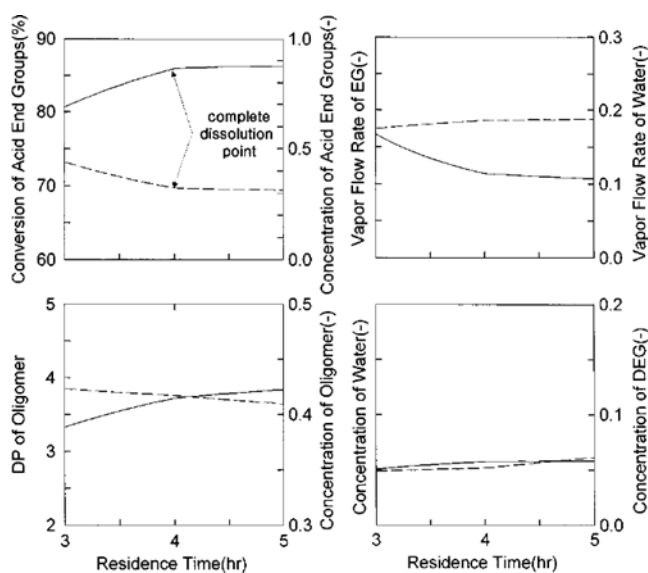 90
80
70
60
Conversion of Acid End Groups(%)
complete
dissolution
point
1.0
0.5
0.0
Concentration of Acid End Groups(-)
Vapor Flow Rate of EG(-)
0.3
0.2
0.1
0.0
Vapor Flow Rate of Water(-)
5
4
3
2
DP of Oligomer
0.5
0.4
0.3
Concentration of Oligomer(-)
3
4
5
Residence Time(hr)
Concentration of Water(-)
0.2
0.1
0.0
Concentration of DEG(-)
3
4
5
Residence Time(hr)